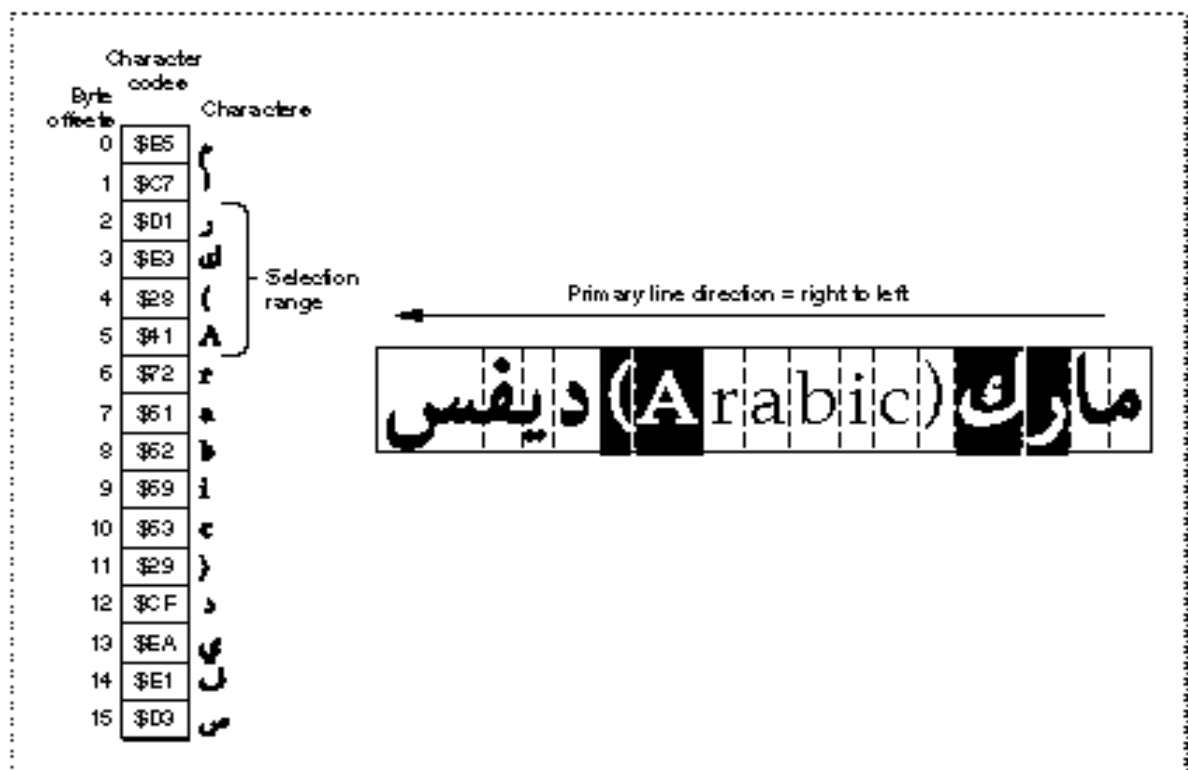 Character codes
Byte offsets
Characters
0 $E5 م
1 $C7 ا
2 $D1 ر
3 $E3 ك
4 $28 (
5 $41 A
6 $72 r
7 $61 a
8 $62 b
9 $69 i
10 $63 c
11 $29 )
12 $CF د
13 $EA ي
14 $E1 ف
15 $D3 س
Selection range
Primary line direction = right to left
مارك(Arabic)ديفس